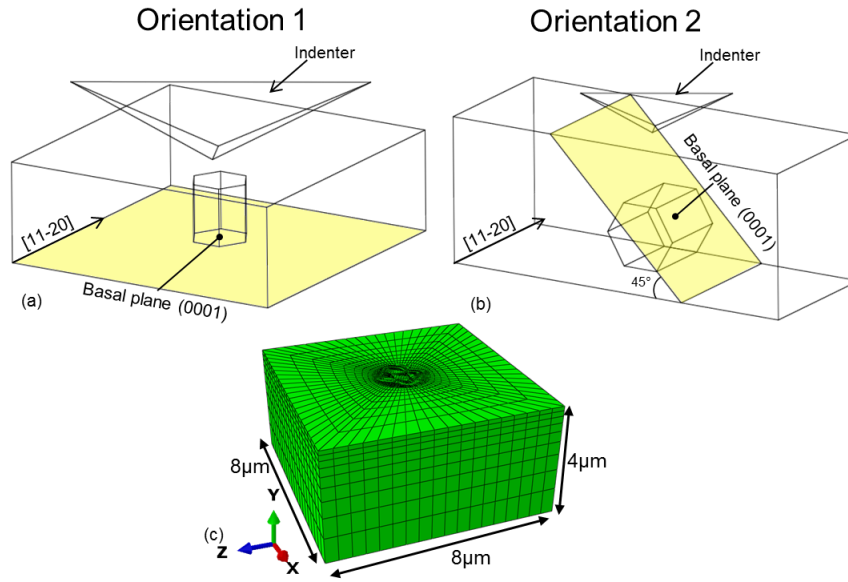 Orientation 1
Indenter
[11-20]
Basal plane (0001)
(a)
Orientation 2
Indenter
Basal plane (0001)
[11-20]
45°
(b)
8µm
4µm
8µm
Y
Z
X
(c)